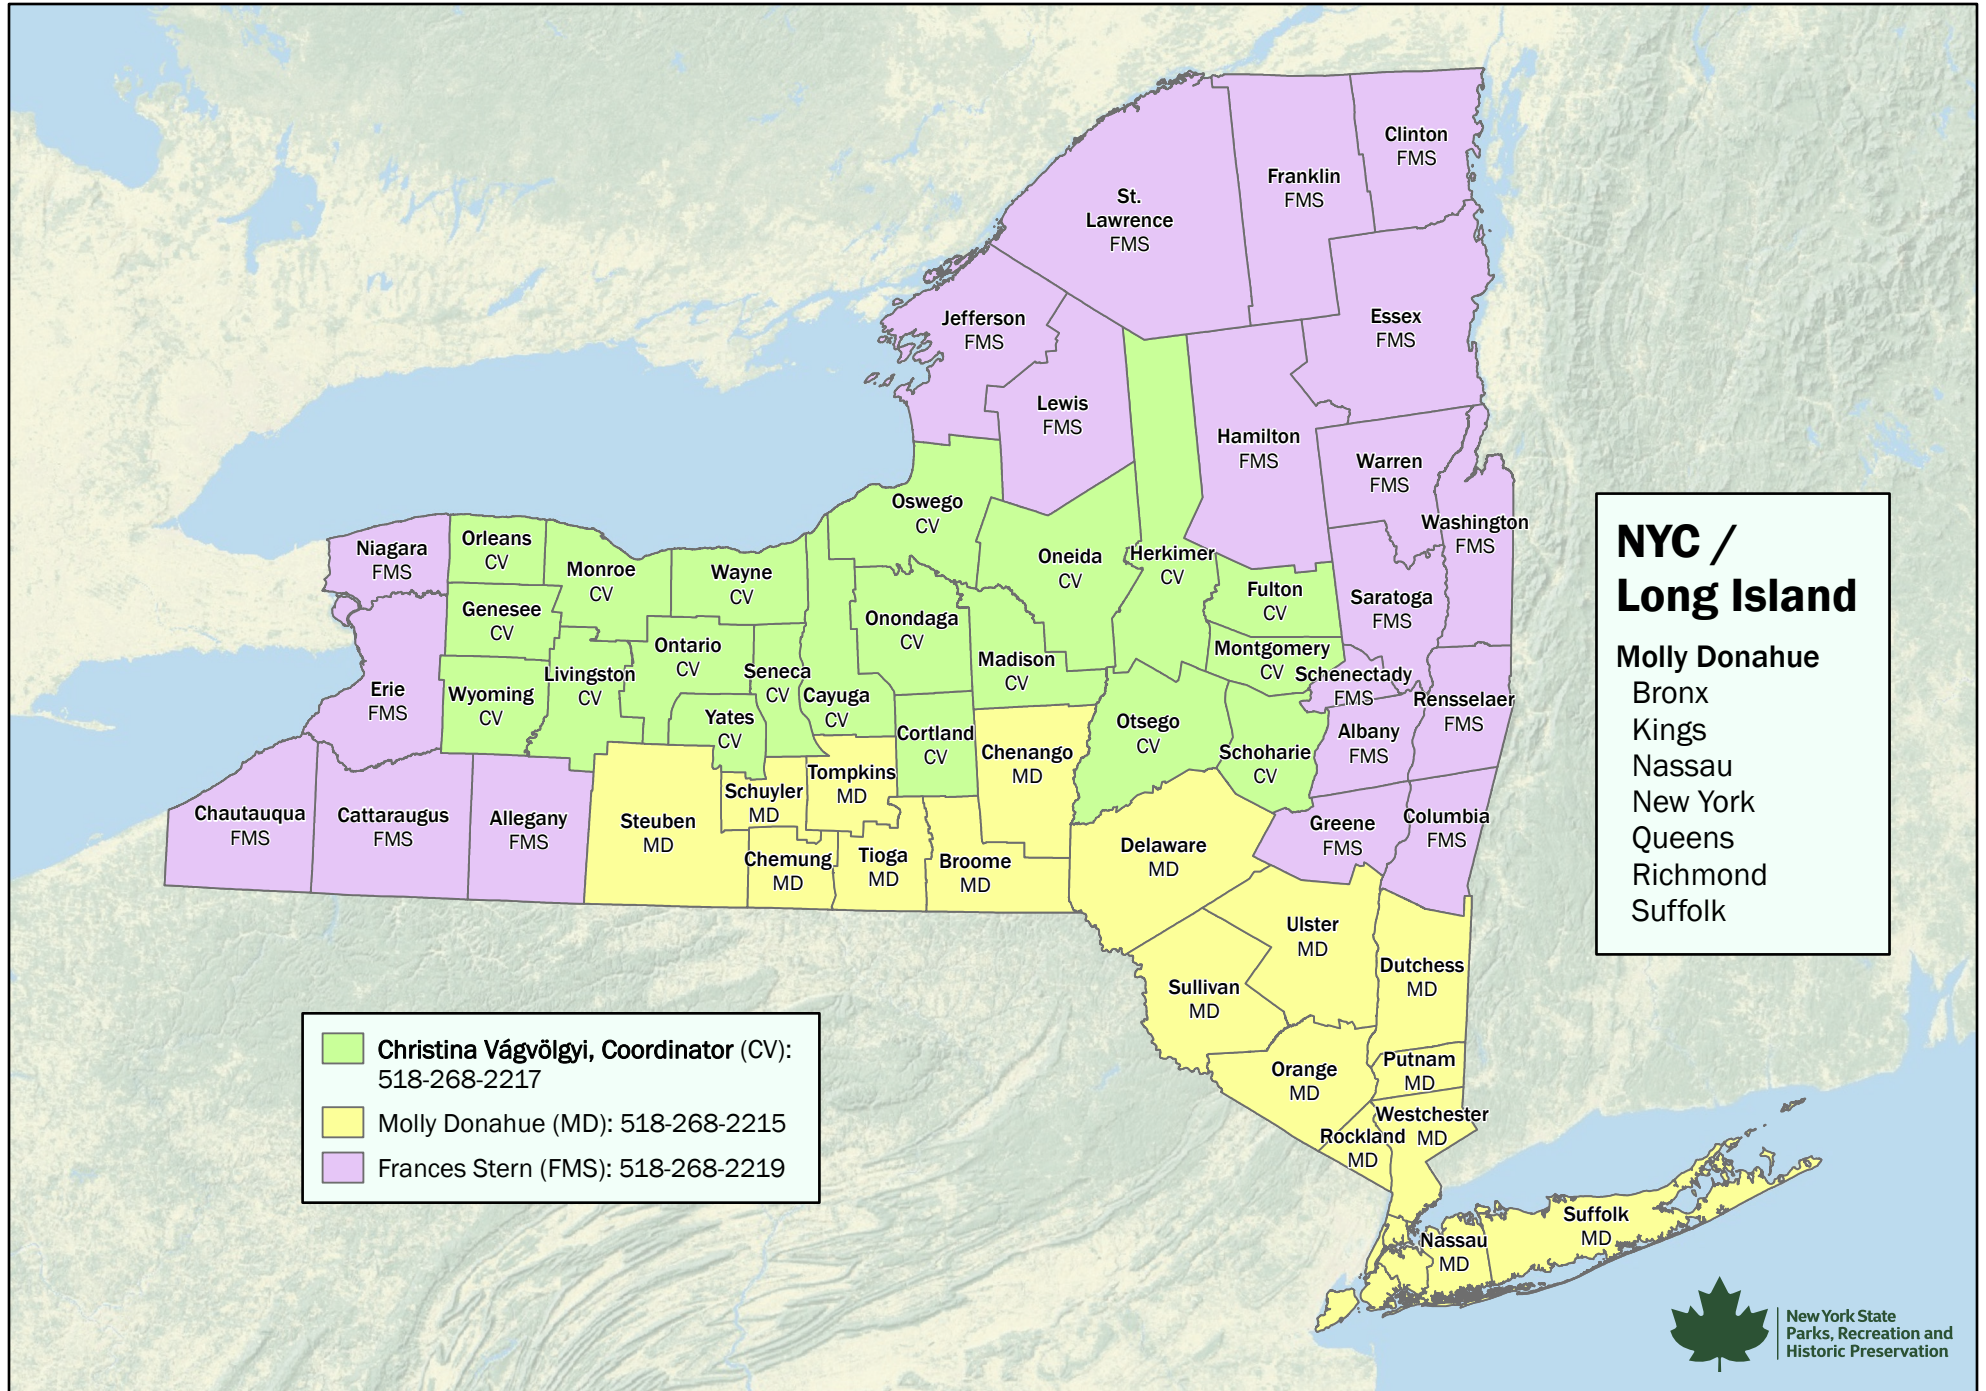 Clinton
FMS
Franklin
FMS
St.
Lawrence
FMS
Essex
FMS
Jefferson
FMS
Lewis
FMS
Hamilton
FMS
Warren
FMS
Washington
FMS
Oswego
CV
Oneida
CV
Herkimer
CV
Niagara
FMS
Orleans
CV
Monroe
CV
Wayne
CV
Genesee
CV
Onondaga
CV
Fulton
CV
Saratoga
FMS
Ontario
CV
Seneca
CV
Cayuga
CV
Madison
CV
Montgomery
CV
Schenectady
FMS
Livingston
CV
Wyoming
CV
Erie
FMS
Yates
CV
Cortland
CV
Chenango
MD
Otsego
CV
Schoharie
CV
Albany
FMS
Rensselaer
FMS
Chautauqua
FMS
Cattaraugus
FMS
Allegany
FMS
Steuben
MD
Schuyler
MD
Tompkins
MD
Chemung
MD
Tioga
MD
Broome
MD
Delaware
MD
Greene
FMS
Columbia
FMS
Ulster
MD
Dutchess
MD
Sullivan
MD
Orange
MD
Putnam
MD
Westchester
MD
Rockland
MD
Nassau
MD
Suffolk
MD
NYC /
Long Island
Molly Donahue
Bronx
Kings
Nassau
New York
Queens
Richmond
Suffolk
Christina Vágvölgyi, Coordinator (CV):
518-268-2217
Molly Donahue (MD): 518-268-2215
Frances Stern (FMS): 518-268-2219
New York State
Parks, Recreation and
Historic Preservation